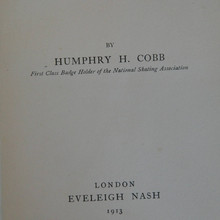 BY
HUMPHRY H. COBB
First Class Badge Holder of the National Skating Association
LONDON
EVELEIGH NASH
1913